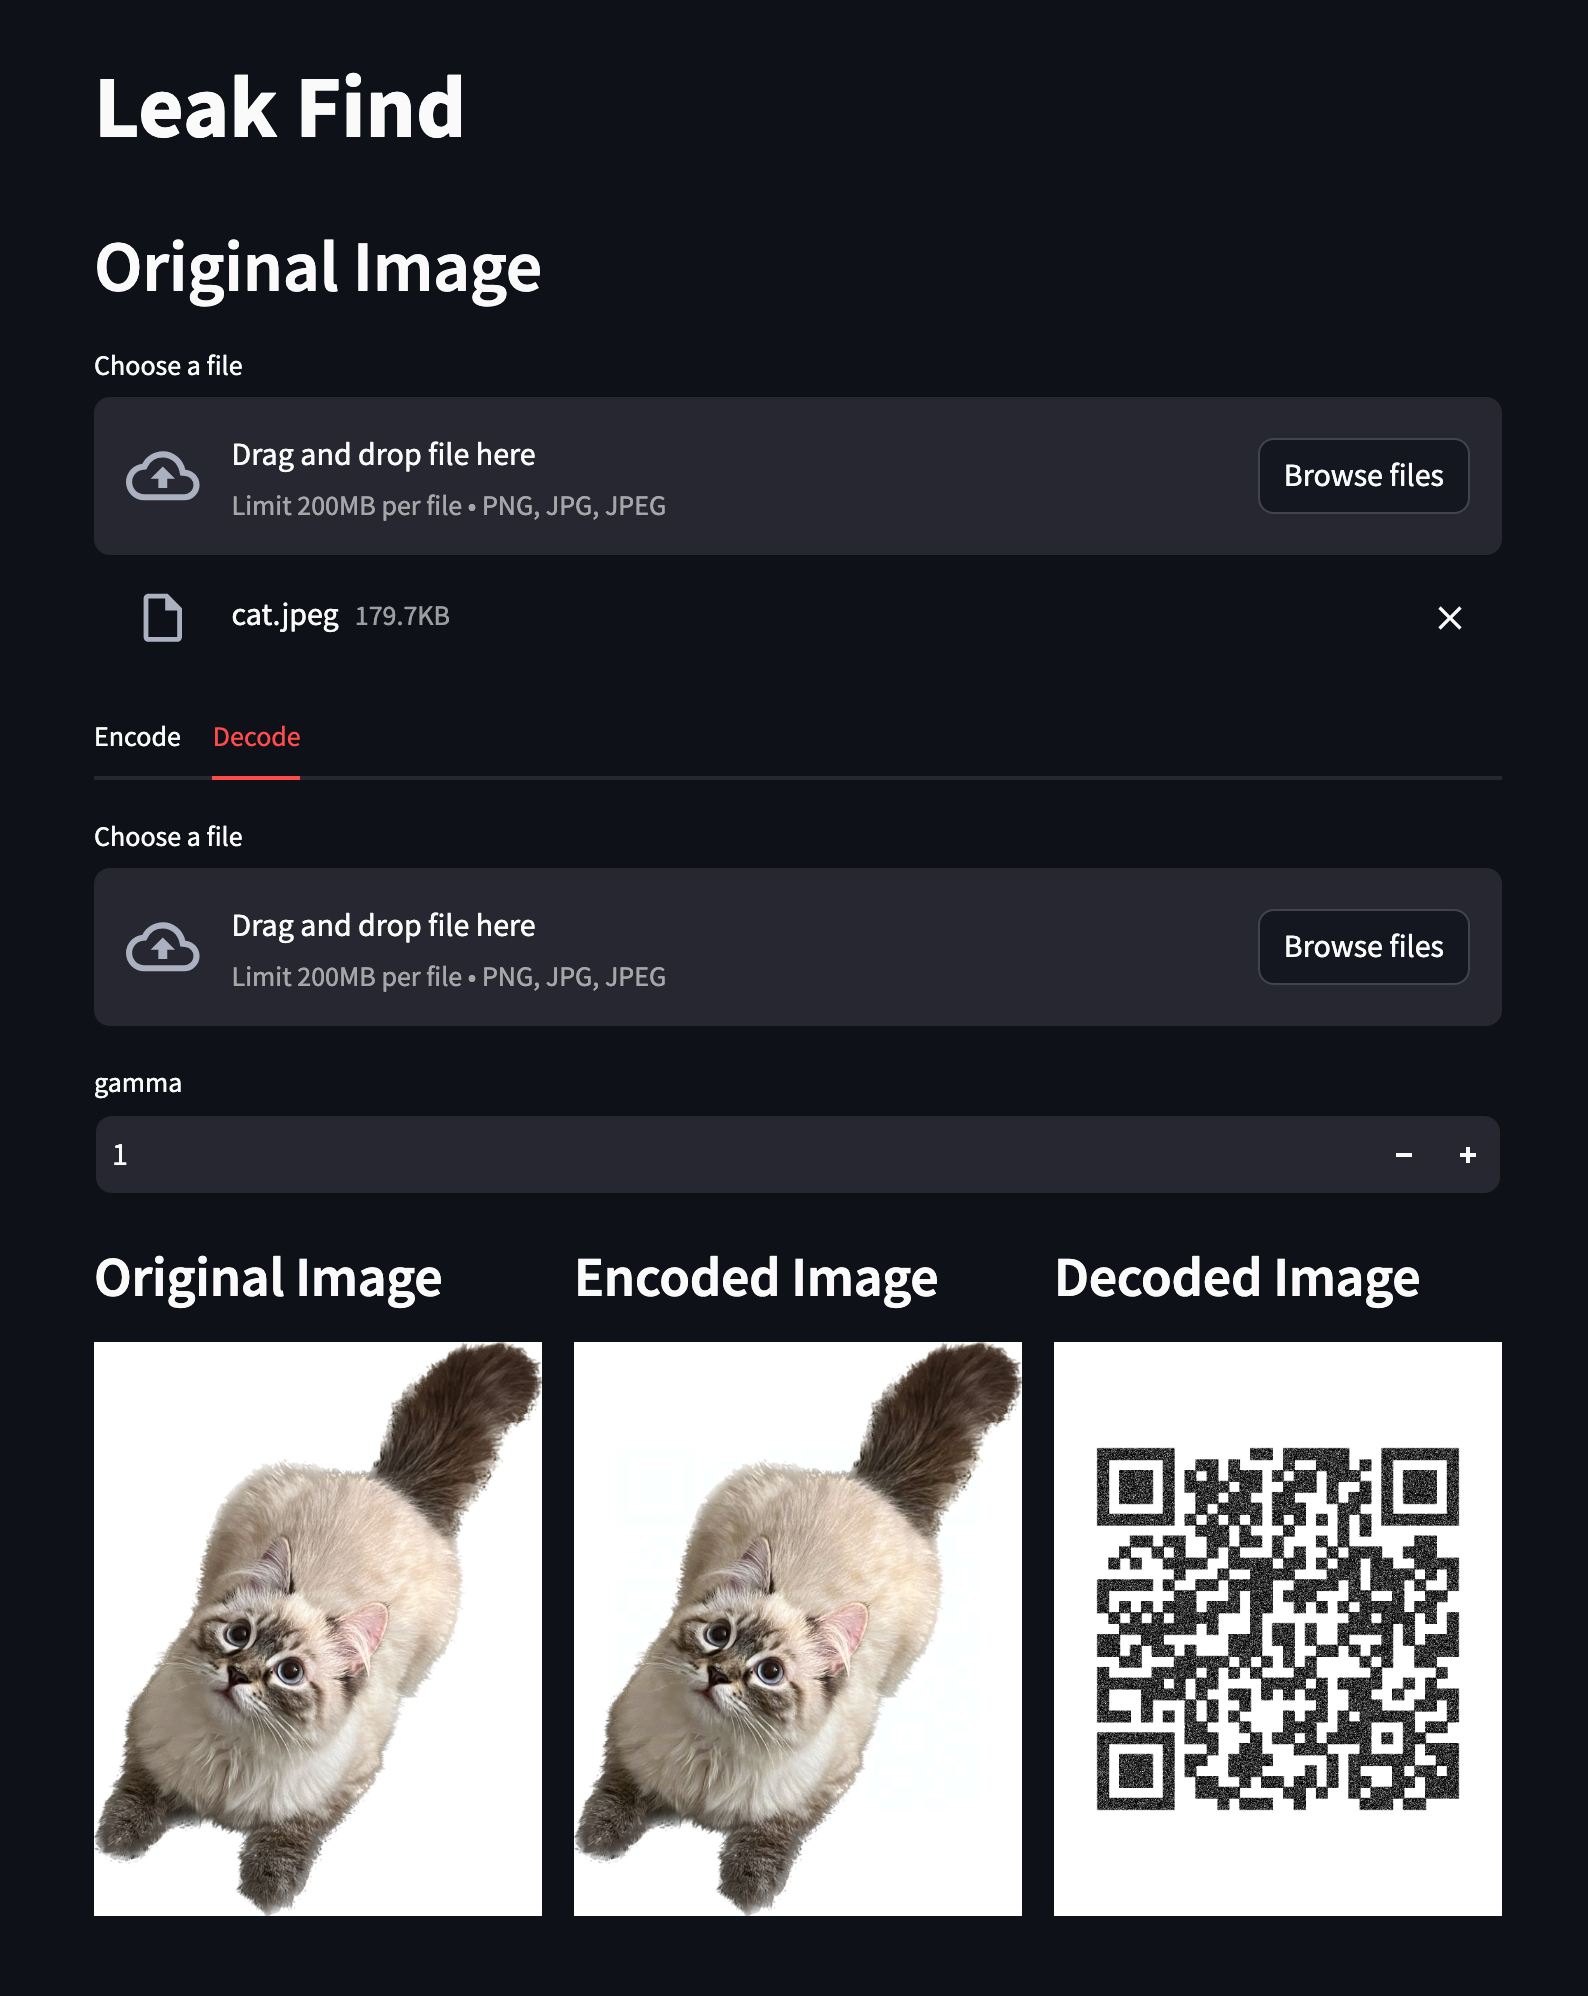 Leak Find
Original Image
Choose a file
Drag and drop file here
Limit 200MB per file • PNG, JPG, JPEG
Browse files
cat.jpeg 179.7KB
Encode Decode
Choose a file
Drag and drop file here
Limit 200MB per file • PNG, JPG, JPEG
Browse files
gamma
1
Original Image Encoded Image Decoded Image